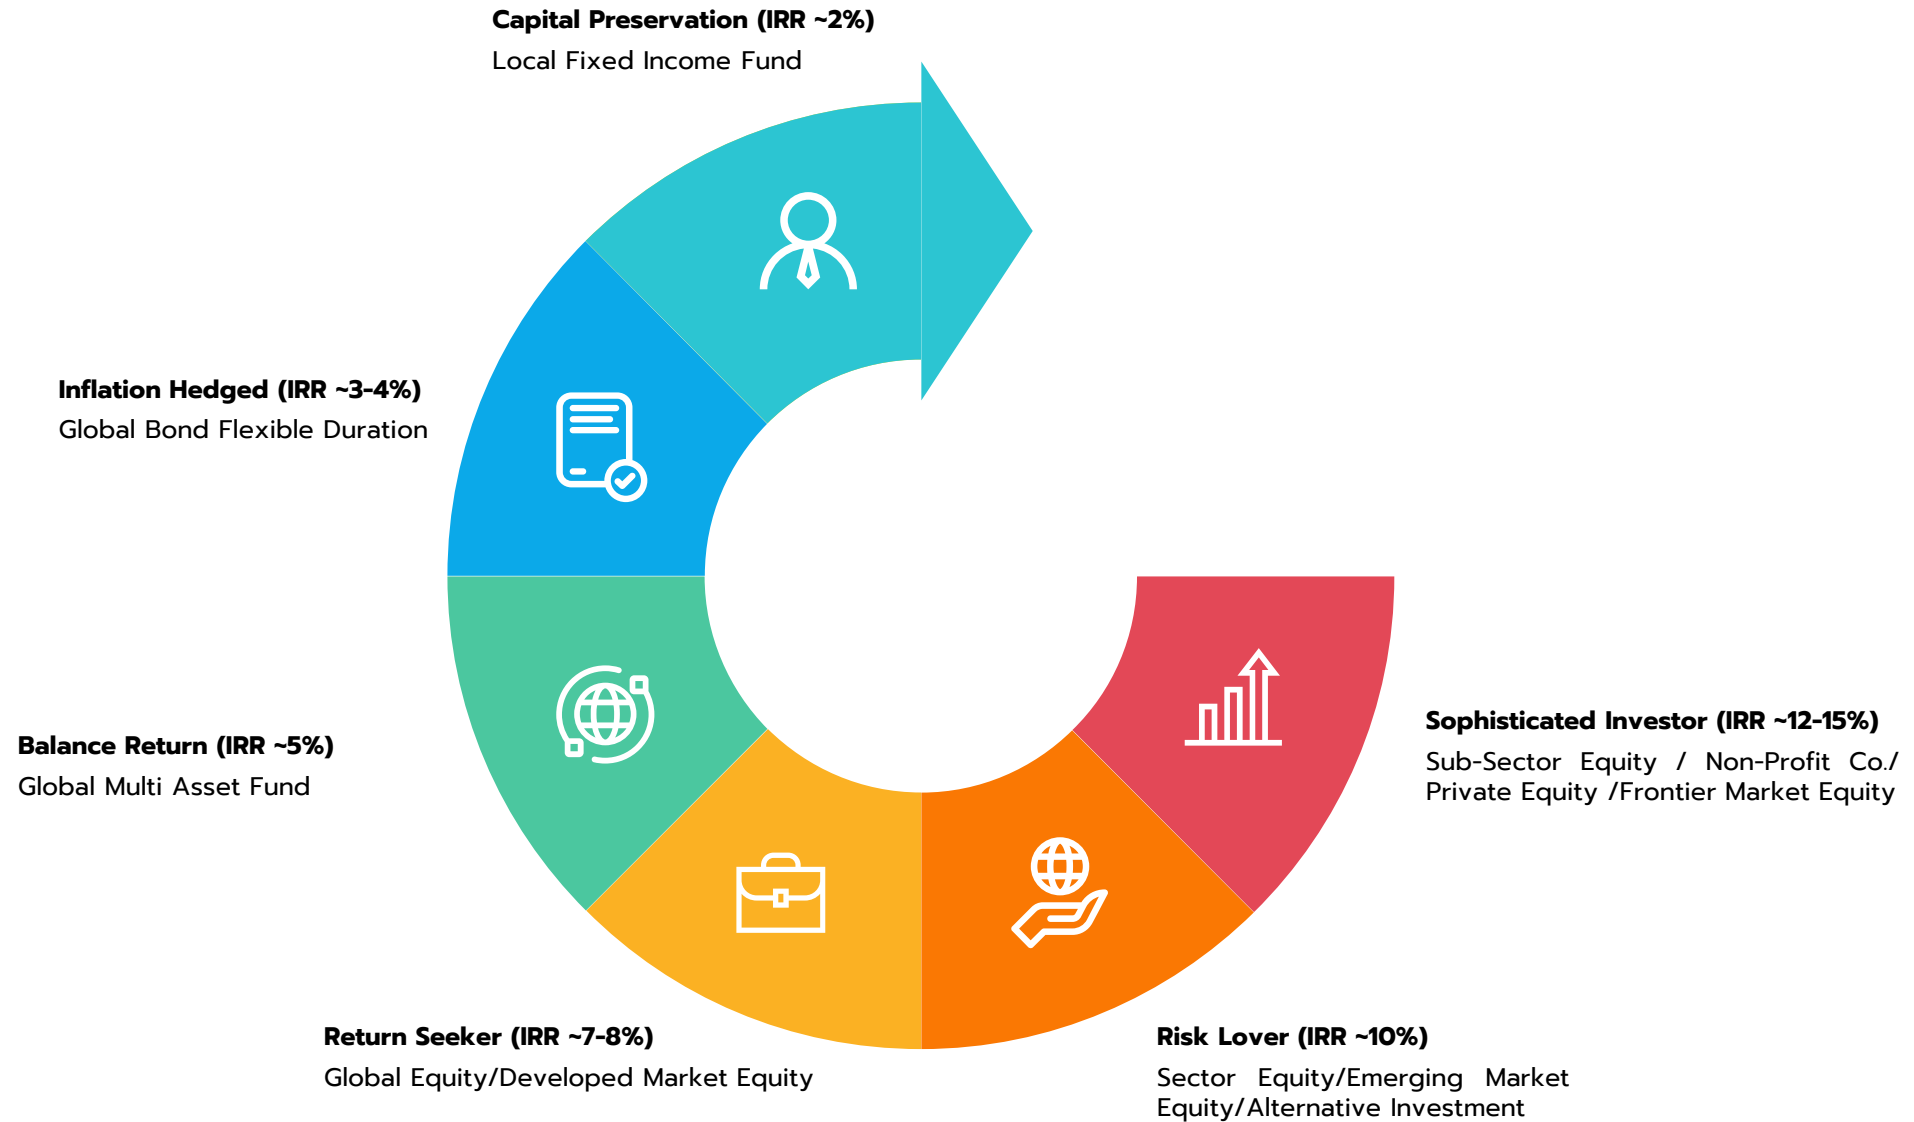 Capital Preservation (IRR ~2%)
Local Fixed Income Fund
Inflation Hedged (IRR ~3-4%)
Global Bond Flexible Duration
Balance Return (IRR ~5%)
Global Multi Asset Fund
Return Seeker (IRR ~7-8%)
Global Equity/Developed Market Equity
Risk Lover (IRR ~10%)
Sector Equity/Emerging Market
Equity/Alternative Investment
Sophisticated Investor (IRR ~12-15%)
Sub-Sector Equity / Non-Profit Co./
Private Equity /Frontier Market Equity